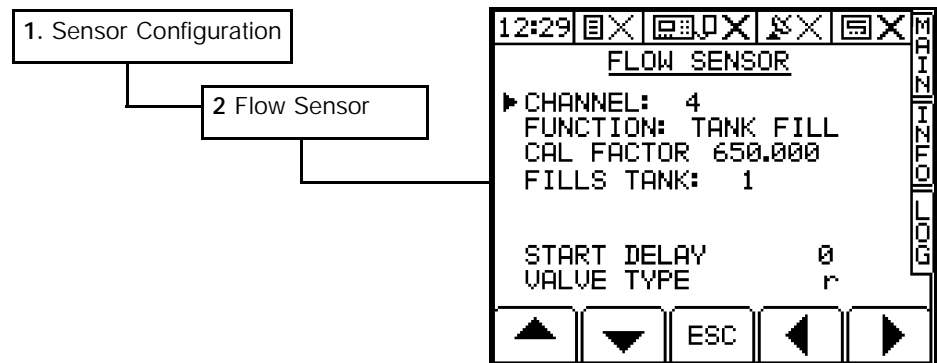 1. Sensor Configuration
2 Flow Sensor
12:29
FLOW SENSOR
CHANNEL: 4
FUNCTION: TANK FILL
CAL FACTOR 650.000
FILLS TANK: 1
START DELAY 0
VALVE TYPE r
ESC
MAIN
INFO
LOG